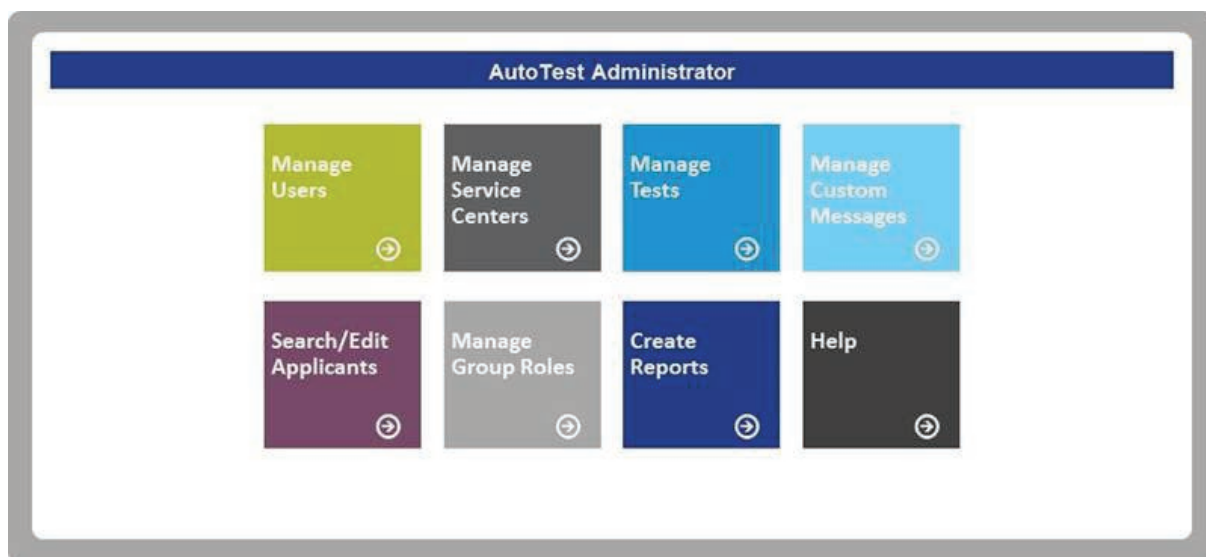 AutoTest Administrator
Manage
Users
Manage
Service
Centers
Manage
Tests
Manage
Custom
Messages
Search/Edit
Applicants
Manage
Group Roles
Create
Reports
Help